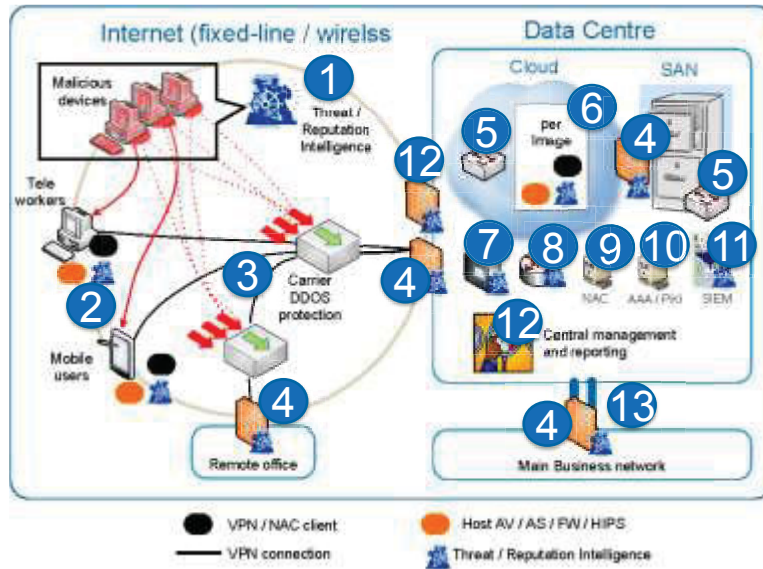 Internet (fixed-line / wirelss
Data Centre
Malicious
devices
1
Threat /
Reputation
Intelligence
Cloud
SAN
5
per
Image
6
4
5
12
Tele
workers
2
Mobile
users
3
Carrier
DDOS
protection
4
7
8
9
NAC
10
AAA / PKI
11
SIEM
12
Central management
and reporting
4
Remote office
4
13
Main Business network
VPN / NAC client
Host AV / AS / FW / HIPS
VPN connection
Threat / Reputation Intelligence